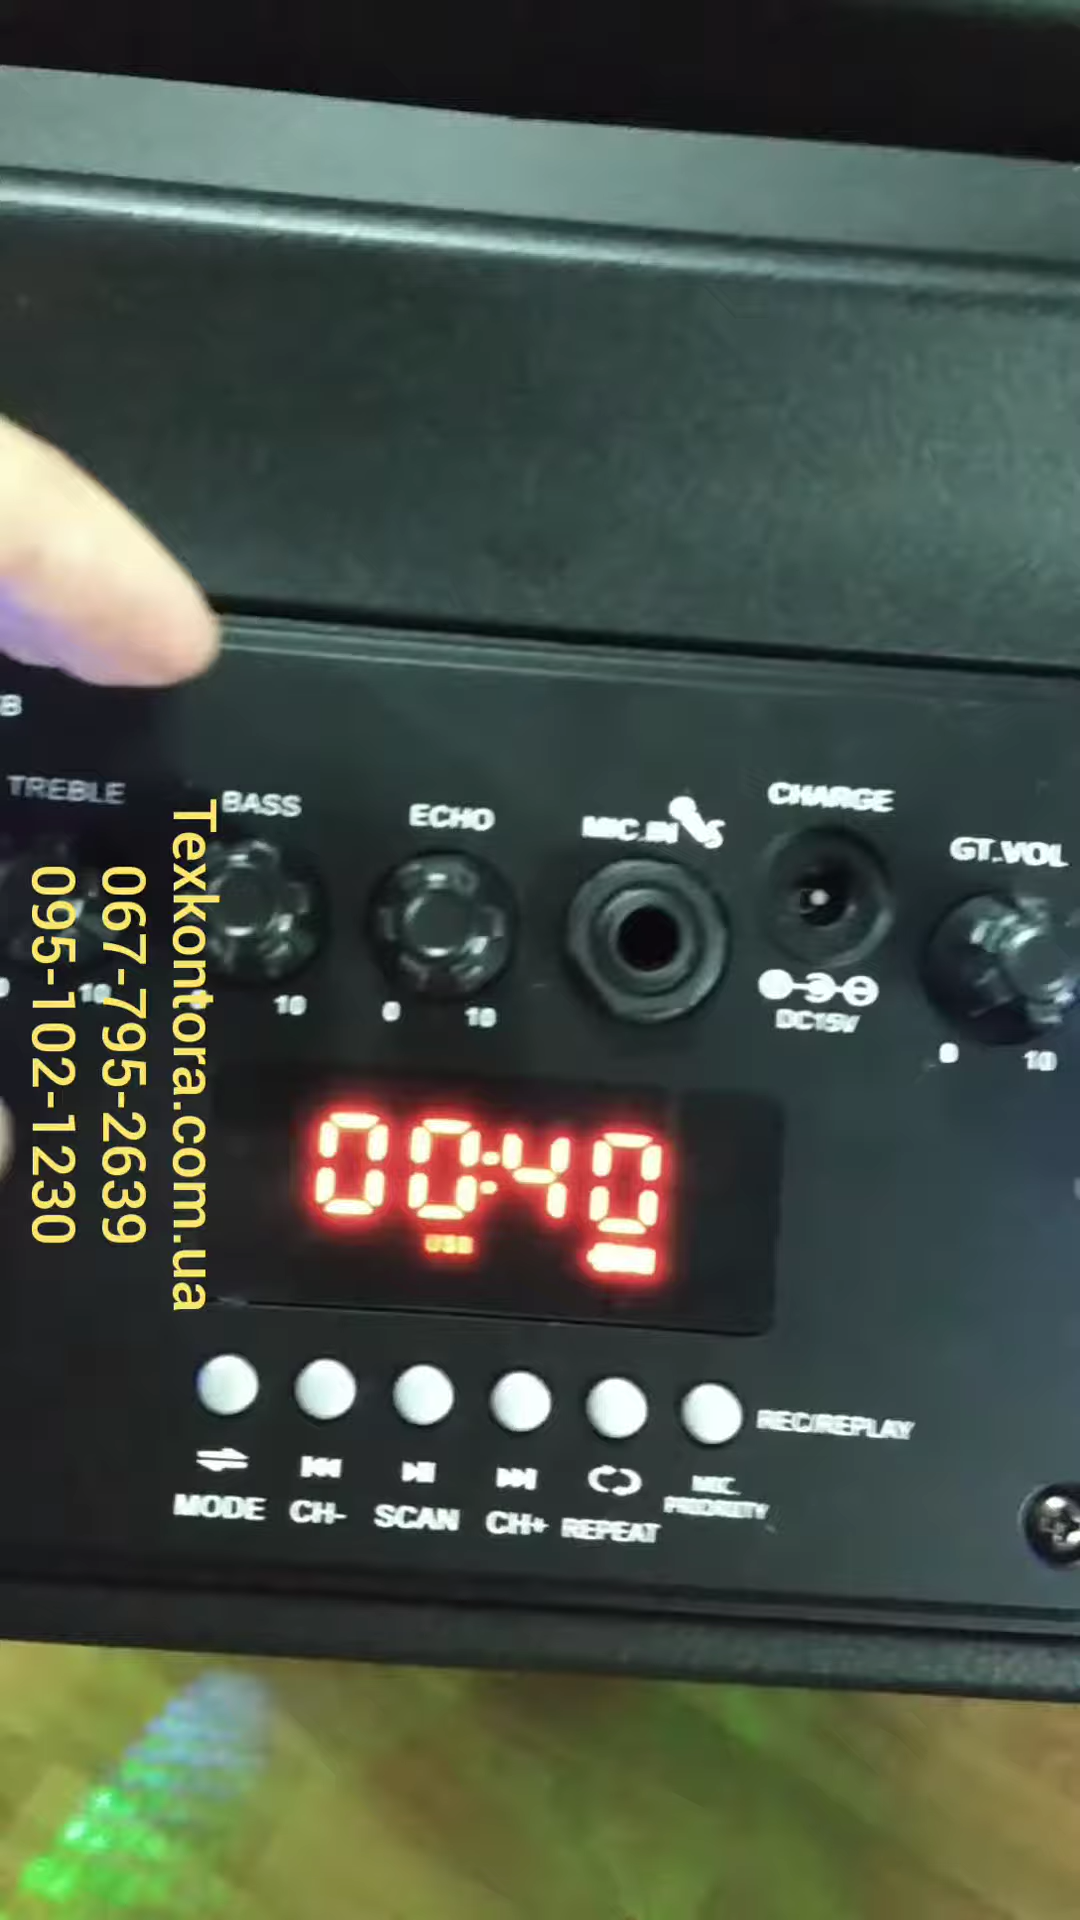 TREBLE
BASS
ECHO
MIC.IN
CHARGE
GT.VOL
10
10
0
10
DC15V
0
10
00:40
USB
REC/REPLAY
MODE
CH-
SCAN
CH+
REPEAT
MIC.
PRIORITY
Texkontora.com.ua
067-795-2639
095-102-1230